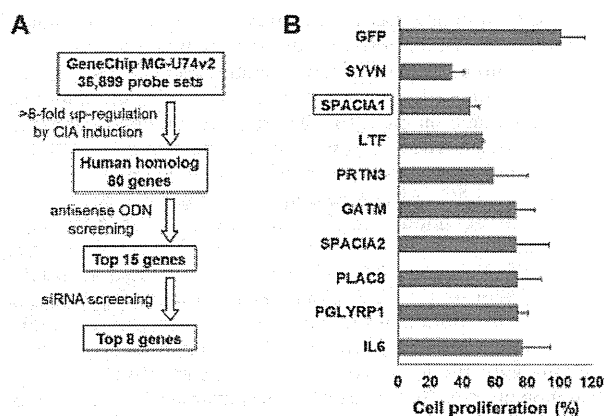 A
GeneChip MG-U74v2
36,899 probe sets
>5-fold up-regulation
by CIA induction
Human homolog
80 genes
antisense ODN
screening
Top 15 genes
siRNA screening
Top 8 genes
B
GFP
SYVN
SPACIA1
LTF
PRTN3
GATM
SPACIA2
PLAC8
PGLYRP1
IL6
0 20 40 60 80 100 120
Cell proliferation (%)